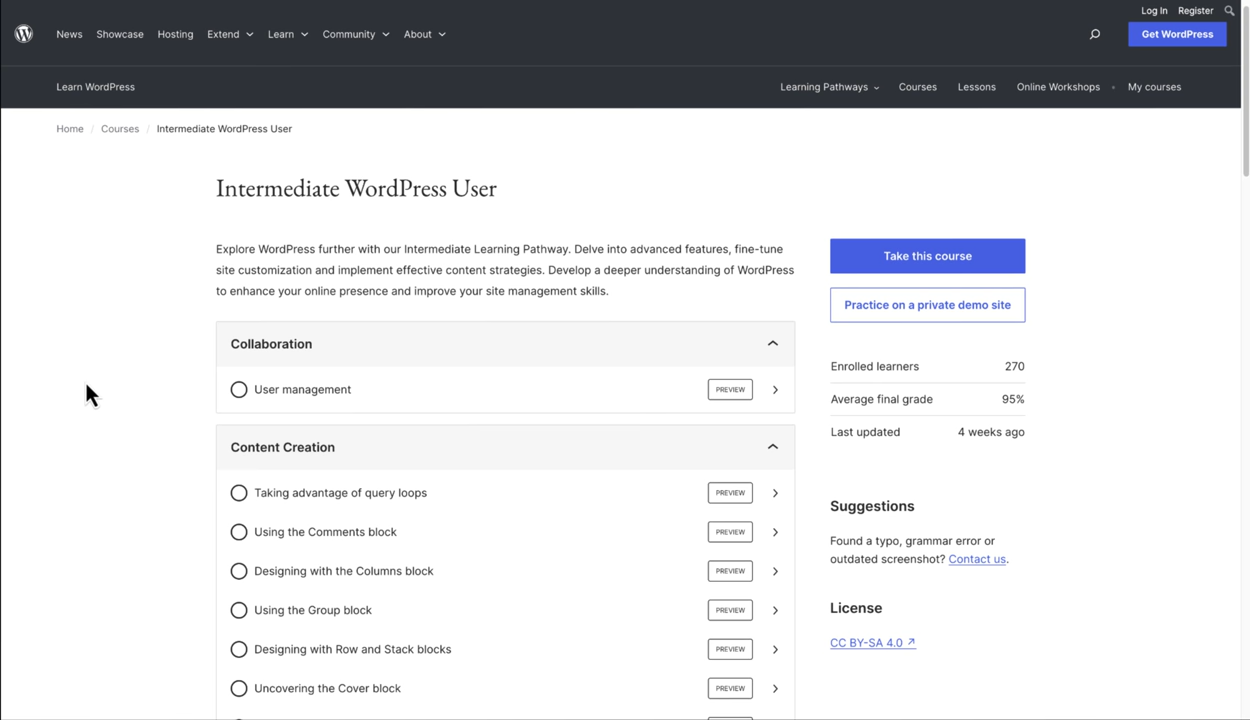 Log In Register
News Showcase Hosting Extend Learn Community About Get WordPress
Learn WordPress Learning Pathways Courses Lessons Online Workshops • My courses
Home / Courses / Intermediate WordPress User
Intermediate WordPress User
Explore WordPress further with our Intermediate Learning Pathway. Delve into advanced features, fine-tune
site customization and implement effective content strategies. Develop a deeper understanding of WordPress
to enhance your online presence and improve your site management skills.
Collaboration
User management PREVIEW
Content Creation
Taking advantage of query loops PREVIEW
Using the Comments block PREVIEW
Designing with the Columns block PREVIEW
Using the Group block PREVIEW
Designing with Row and Stack blocks PREVIEW
Uncovering the Cover block PREVIEW
Take this course
Practice on a private demo site
Enrolled learners 270
Average final grade 95%
Last updated 4 weeks ago
Suggestions
Found a typo, grammar error or
outdated screenshot? Contact us.
License
CC BY-SA 4.0 ↗